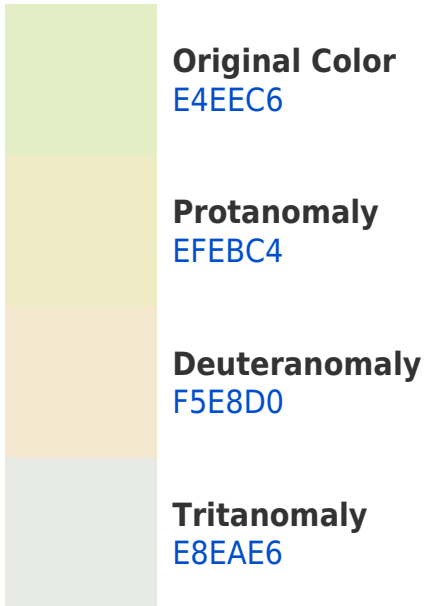 Original Color
E4EEC6
Protanomaly
EFEBC4
Deuteranomaly
F5E8D0
Tritanomaly
E8EAE6